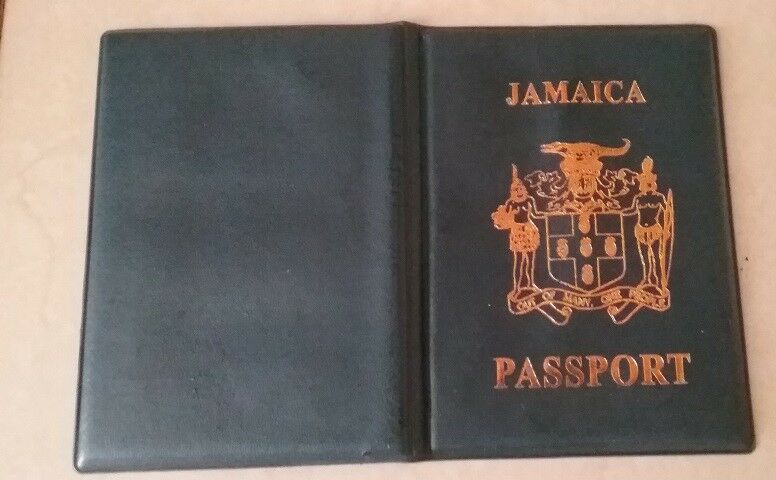 JAMAICA
OUT OF MANY, ONE PEOPLE
PASSPORT